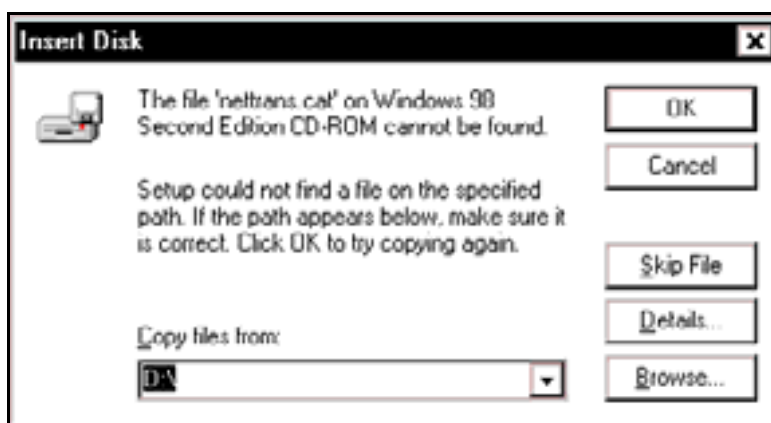 Insert Disk
The file 'nettrans.cat' on Windows 98
Second Edition CD-ROM cannot be found.
Setup could not find a file on the specified
path. If the path appears below, make sure it
is correct. Click OK to try copying again.
Copy files from:
D:\
OK
Cancel
Skip File
Details...
Browse...